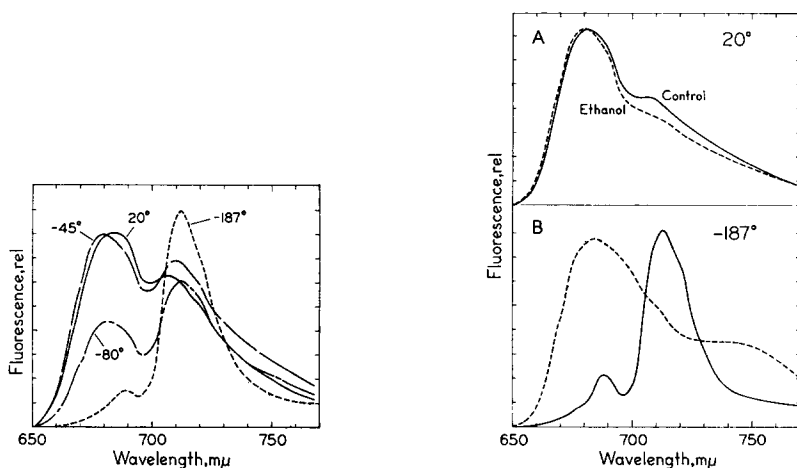 -45°
20°
-187°
-80°
Fluorescence, rel
650 700 750
Wavelength, mμ
A
20°
Control
Ethanol
B
-187°
Fluorescence, rel
650 700 750
Wavelength, mμ